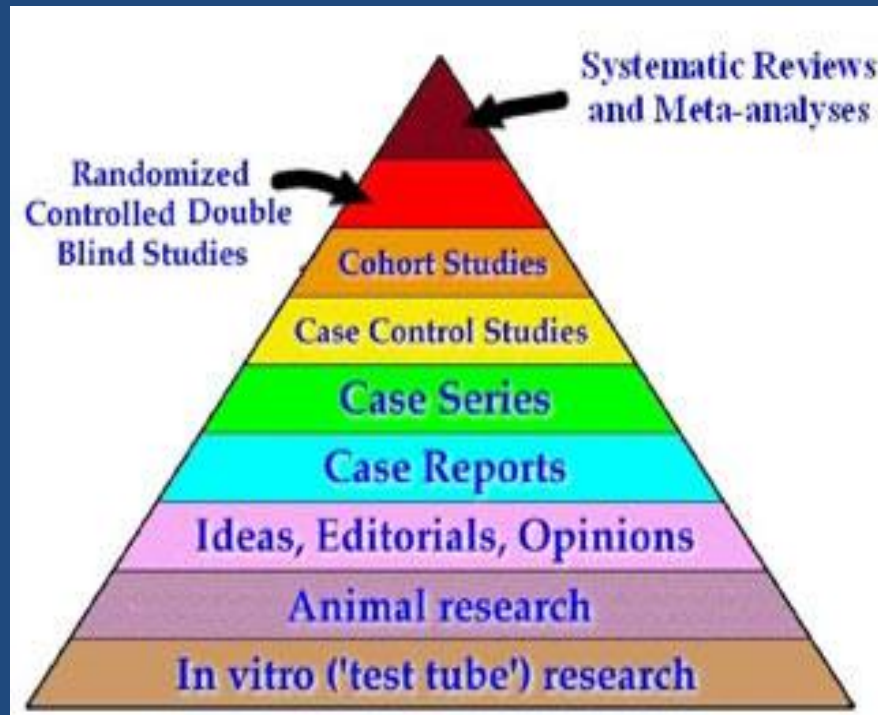 Systematic Reviews
and Meta-analyses
Randomized
Controlled Double
Blind Studies
Cohort Studies
Case Control Studies
Case Series
Case Reports
Ideas, Editorials, Opinions
Animal research
In vitro ('test tube') research